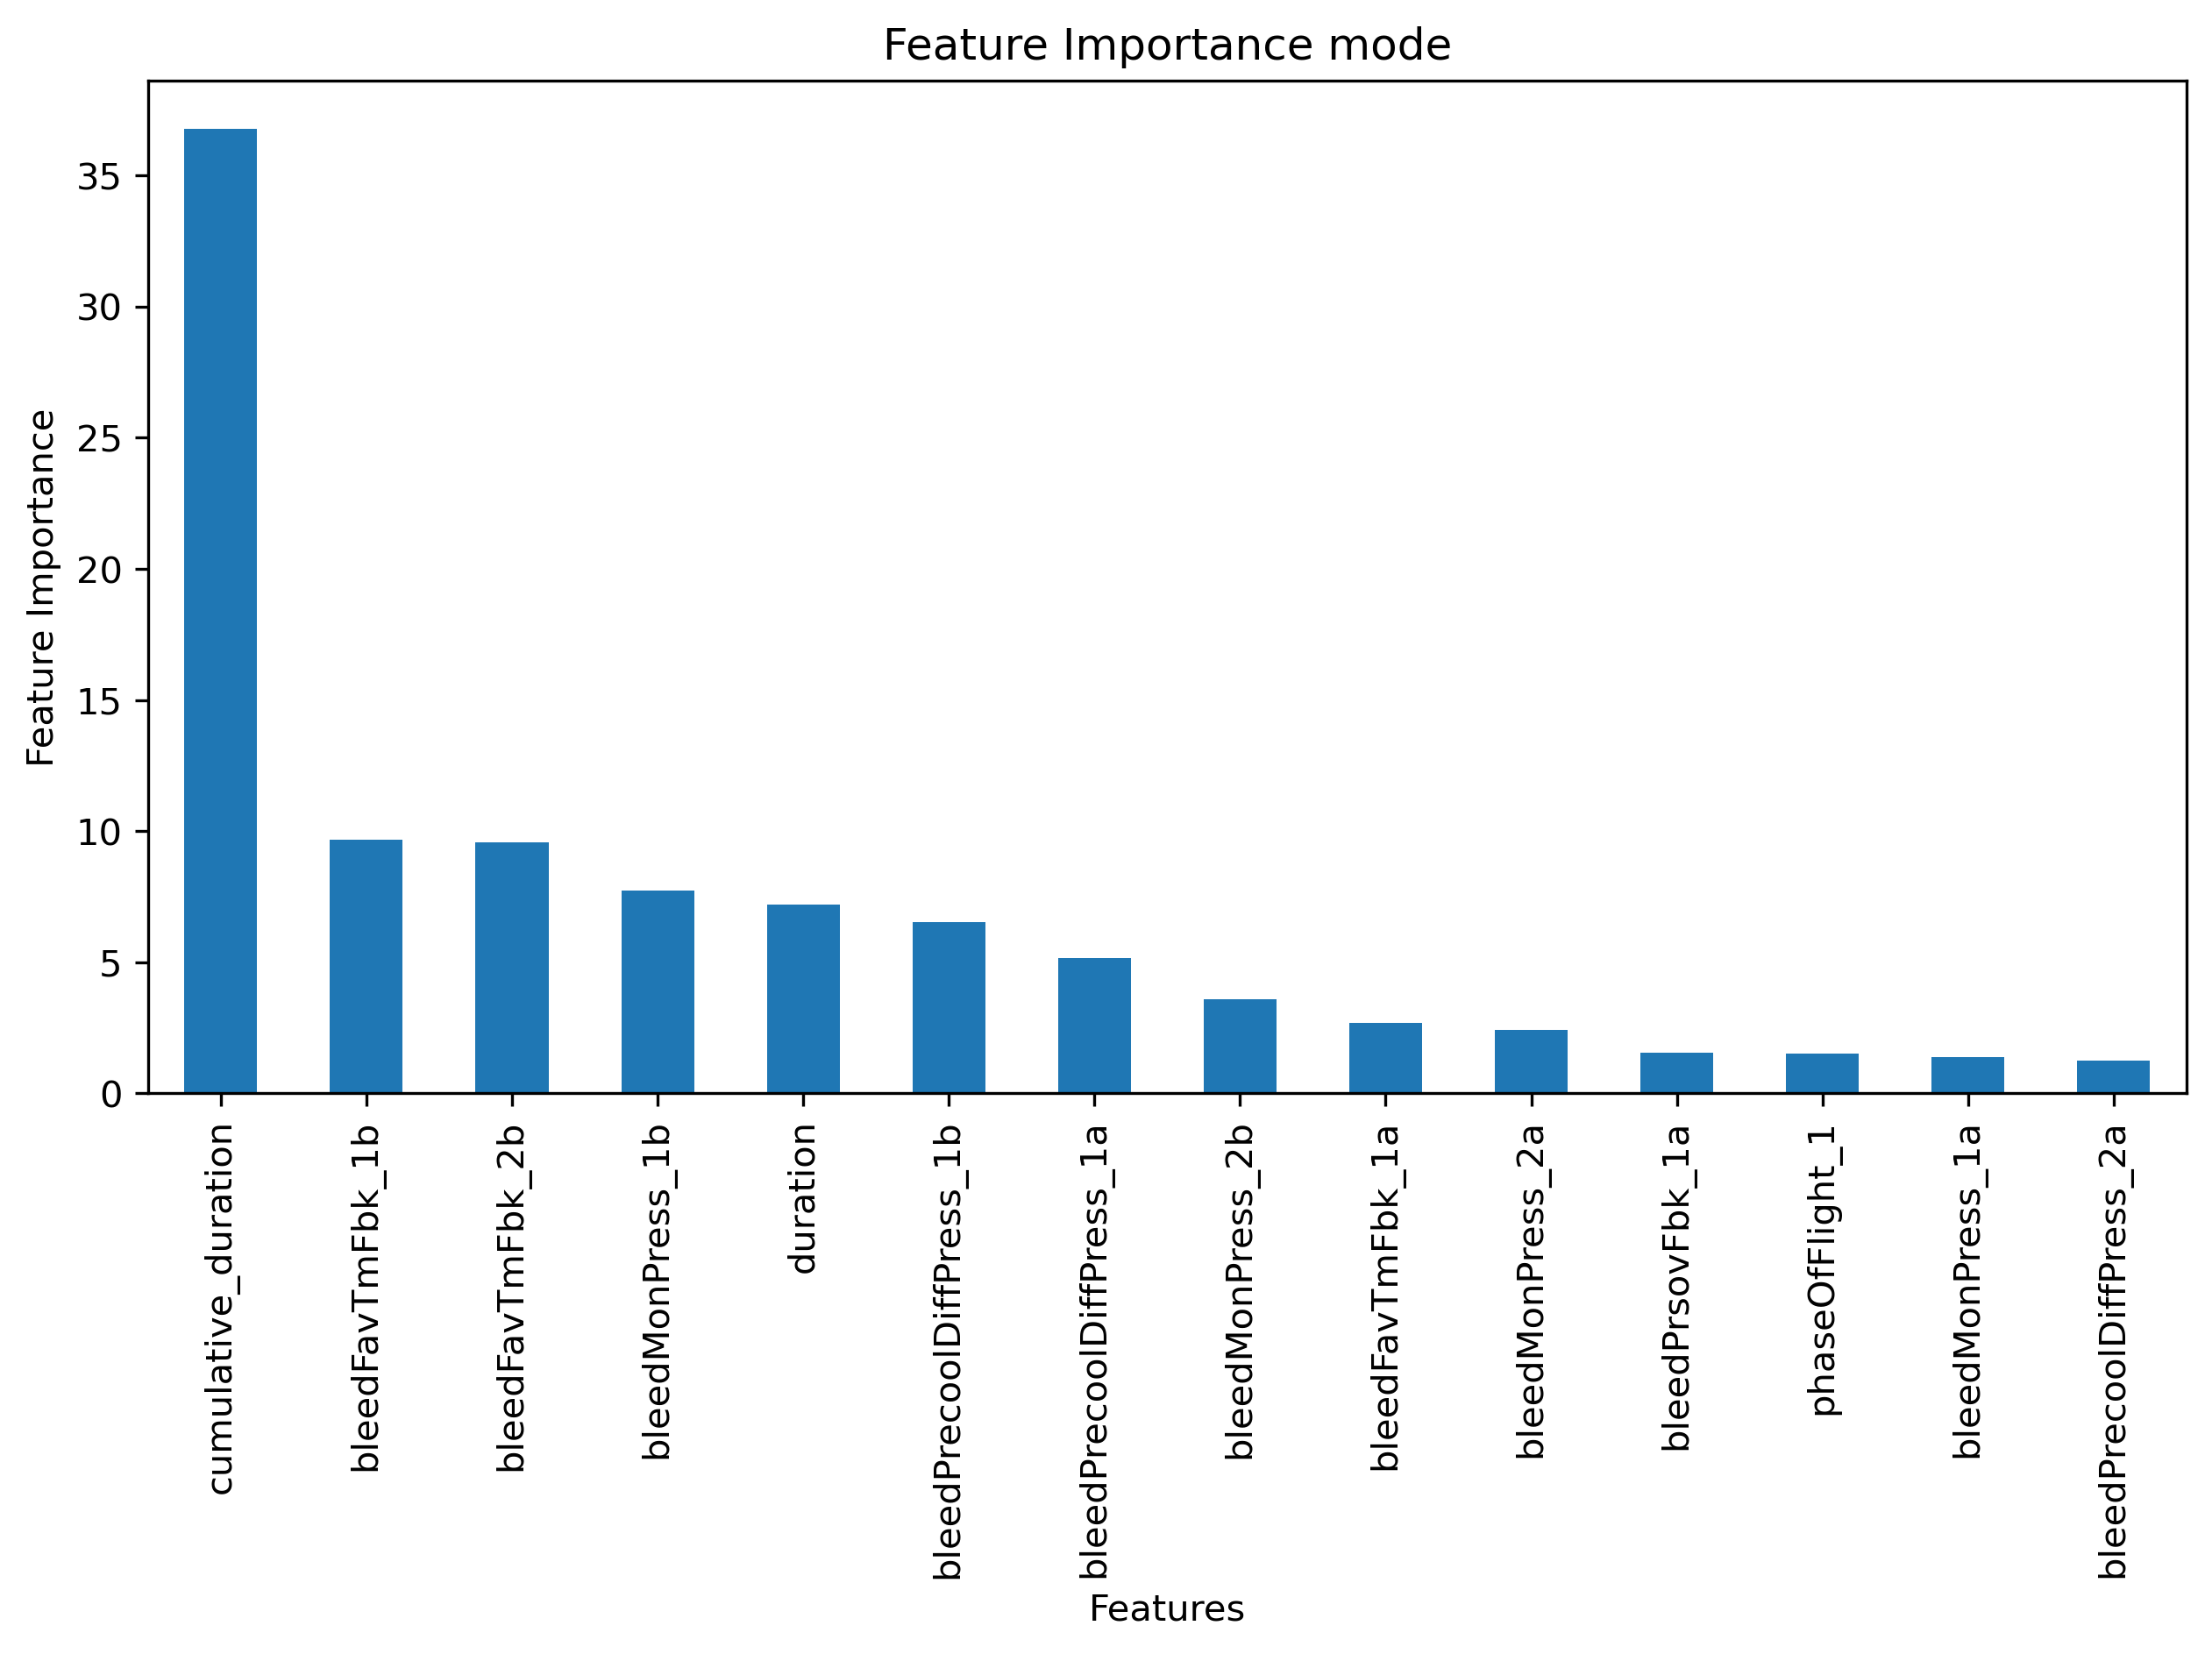 Feature Importance mode
Feature Importance
35
30
25
20
15
10
5
0
cumulative_duration
bleedFavTmFbk_1b
bleedFavTmFbk_2b
bleedMonPress_1b
duration
bleedPrecoolDiffPress_1b
bleedPrecoolDiffPress_1a
bleedMonPress_2b
bleedFavTmFbk_1a
bleedMonPress_2a
bleedPrsovFbk_1a
phaseOfFlight_1
bleedMonPress_1a
bleedPrecoolDiffPress_2a
Features